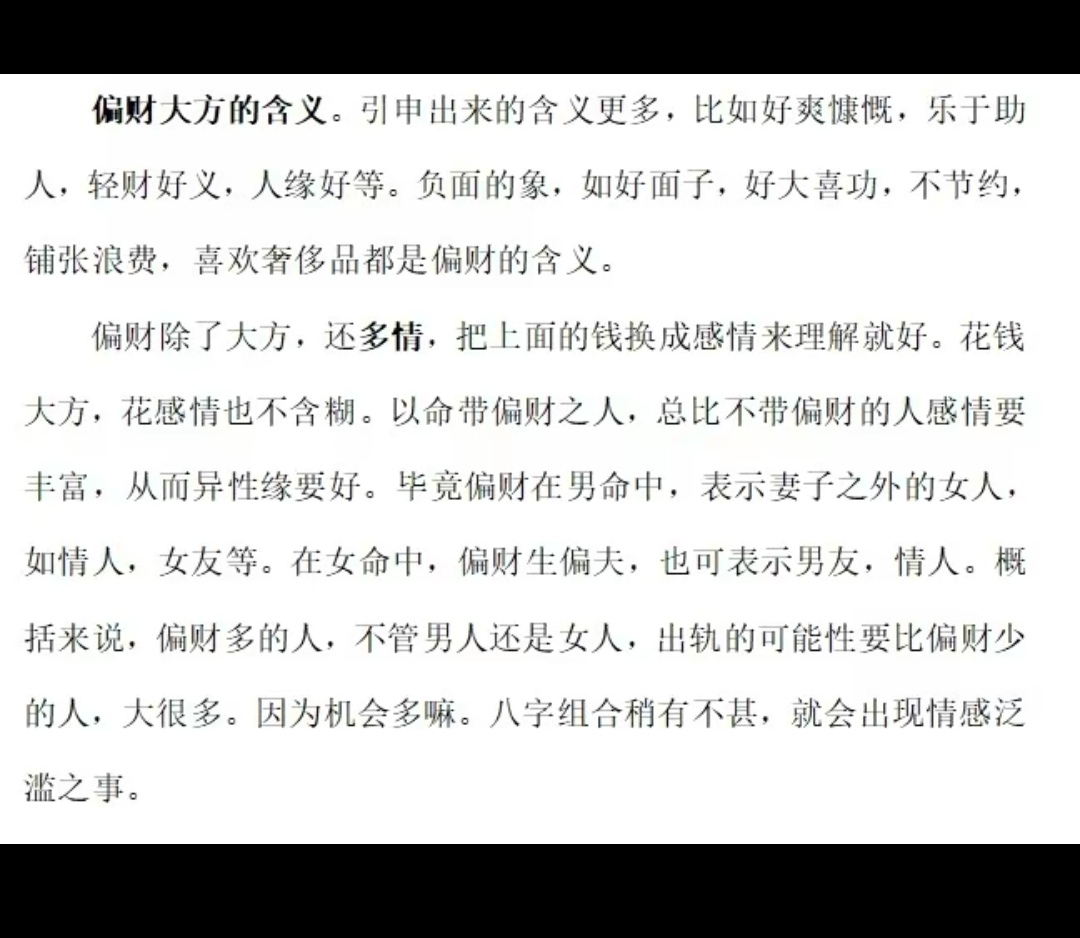 偏财大方的含义。引申出来的含义更多，比如好爽慷慨，乐于助
人，轻财好义，人缘好等。负面的象，如好面子，好大喜功，不节约，
铺张浪费，喜欢奢侈品都是偏财的含义。
偏财除了大方，还多情，把上面的钱换成感情来理解就好。花钱
大方，花感情也不含糊。以命带偏财之人，总比不带偏财的人感情要
丰富，从而异性缘要好。毕竟偏财在男命中，表示妻子之外的女人，
如情人，女友等。在女命中，偏财生偏夫，也可表示男友，情人。概
括来说，偏财多的人，不管男人还是女人，出轨的可能性要比偏财少
的人，大很多。因为机会多嘛。八字组合稍有不甚，就会出现情感泛
滥之事。